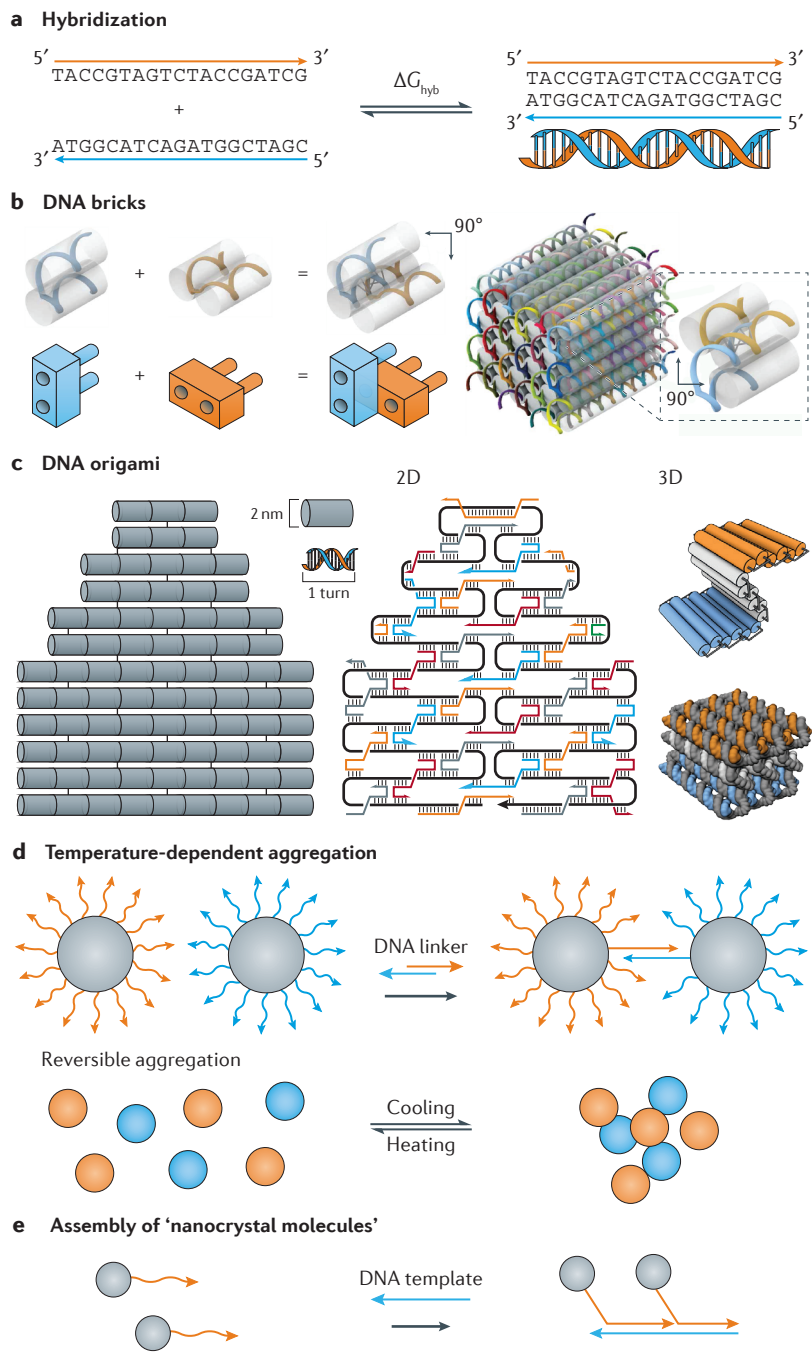 a Hybridization
5′ 3′
TACCGTAGTCTACCGATCG
+
ATGGCATCAGATGGCTAGC
3′ 5′
ΔGhyb
5′ 3′
TACCGTAGTCTACCGATCG
ATGGCATCAGATGGCTAGC
3′ 5′
b DNA bricks
+ =
90°
+ =
90°
c DNA origami
2 nm
1 turn
2D
3D
d Temperature-dependent aggregation
DNA linker
Reversible aggregation
Cooling
Heating
e Assembly of ‘nanocrystal molecules’
DNA template